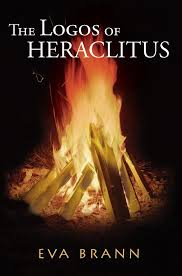 THE LOGOS OF
HERACLITUS
EVA BRANN